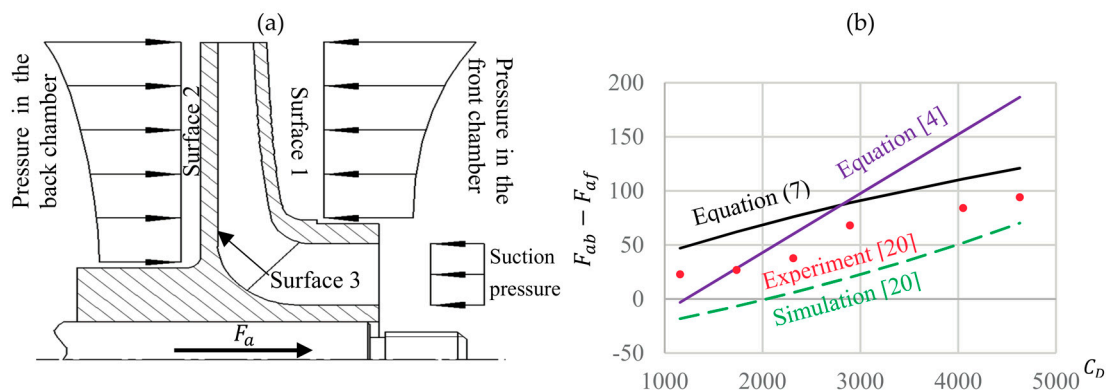 (a)
Pressure in the
back chamber
Surface 2
Surface 1
Pressure in the
front chamber
Surface 3
Suction
pressure
F_a
(b)
F_ab − F_af
200
150
100
50
0
-50
Equation [4]
Equation (7)
Experiment [20]
Simulation [20]
1000
2000
3000
4000
5000
C_D